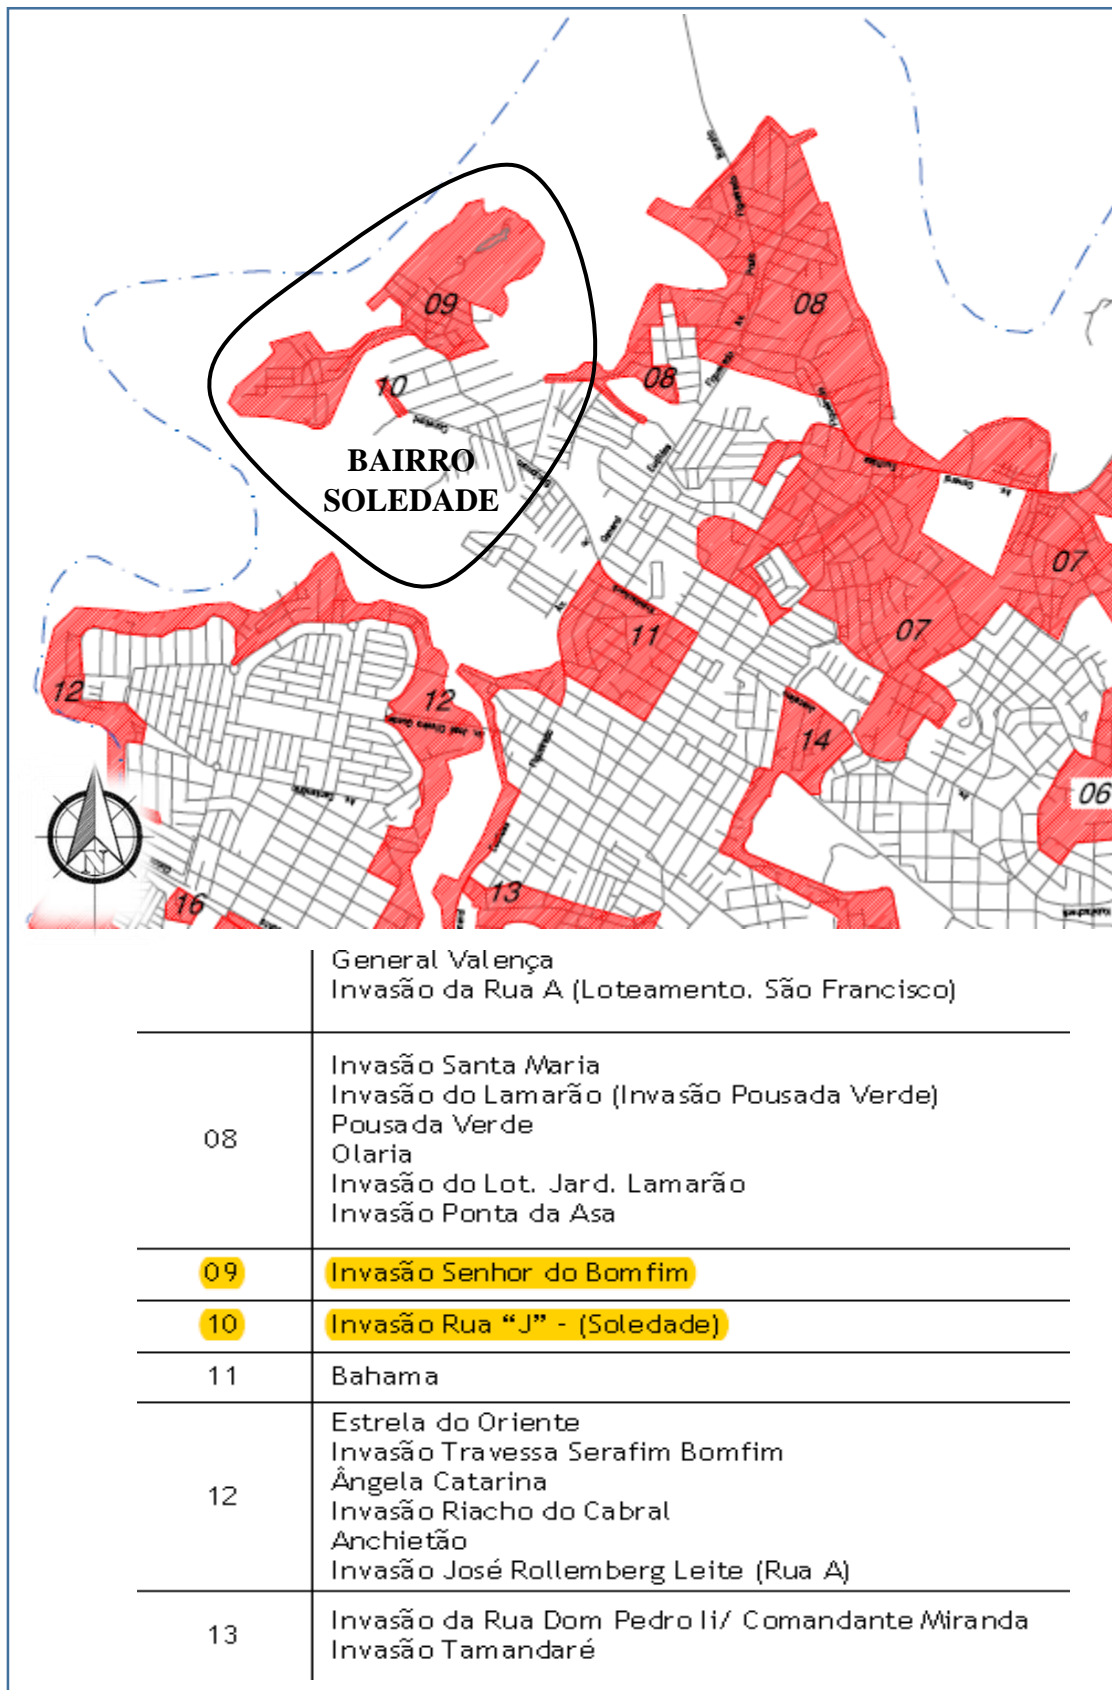 09
08
08
10
BAIRRO
SOLEDADE
07
07
11
12
12
14
06
N
16
13
General Valença
Invasão da Rua A (Loteamento. São Francisco)
08
Invasão Santa Maria
Invasão do Lamarão (Invasão Pousada Verde)
Pousada Verde
Olaria
Invasão do Lot. Jard. Lamarão
Invasão Ponta da Asa
09
Invasão Senhor do Bomfim
10
Invasão Rua “J” - (Soledade)
11
Bahama
12
Estrela do Oriente
Invasão Travessa Serafim Bomfim
Ângela Catarina
Invasão Riacho do Cabral
Anchietão
Invasão José Rollemberg Leite (Rua A)
13
Invasão da Rua Dom Pedro Ii/ Comandante Miranda
Invasão Tamandaré